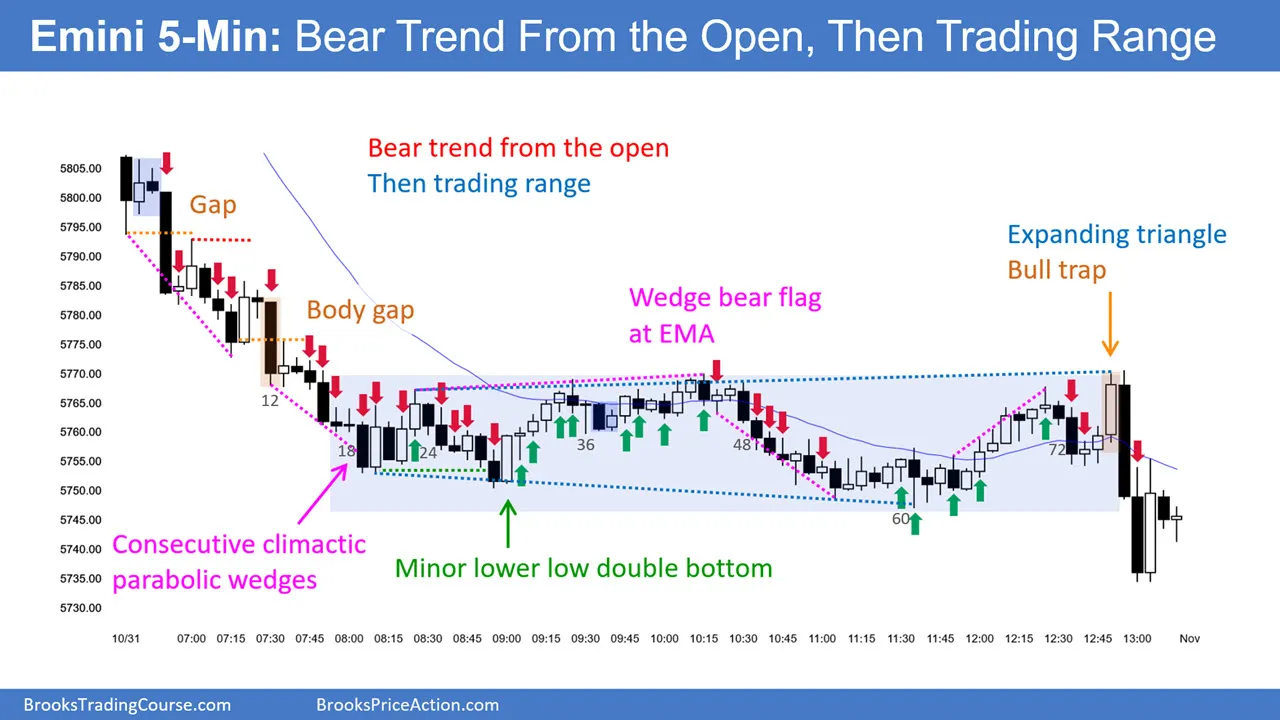 Emini 5-Min: Bear Trend From the Open, Then Trading Range
Bear trend from the open
Then trading range
Gap
Body gap
Wedge bear flag
at EMA
Expanding triangle
Bull trap
Consecutive climactic
parabolic wedges
Minor lower low double bottom
12
18
24
36
48
60
72
5805.00
5800.00
5795.00
5790.00
5785.00
5780.00
5775.00
5770.00
5765.00
5760.00
5755.00
5750.00
5745.00
5740.00
5735.00
5730.00
10/31 07:00 07:15 07:30 07:45 08:00 08:15 08:30 08:45 09:00 09:15 09:30 09:45 10:00 10:15 10:30 10:45 11:00 11:15 11:30 11:45 12:00 12:15 12:30 12:45 13:00 Nov
BrooksTradingCourse.com BrooksPriceAction.com